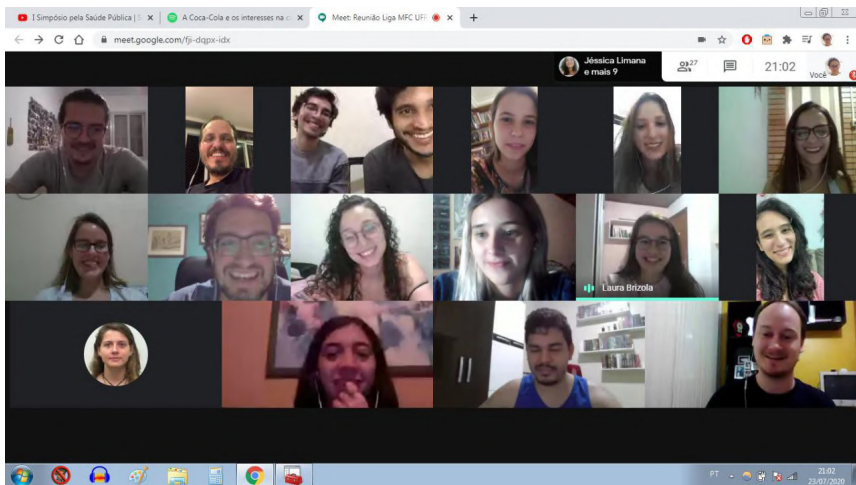 I Simpósio pela Saúde Pública | S
A Coca-Cola e os interesses na c
Meet: Reunião Liga MFC UFF
meet.google.com/fji-dqpx-idx
Jéssica Limana
e mais 9
27
21:02
Você
Laura Brizola
PT
21:02
23/07/2020